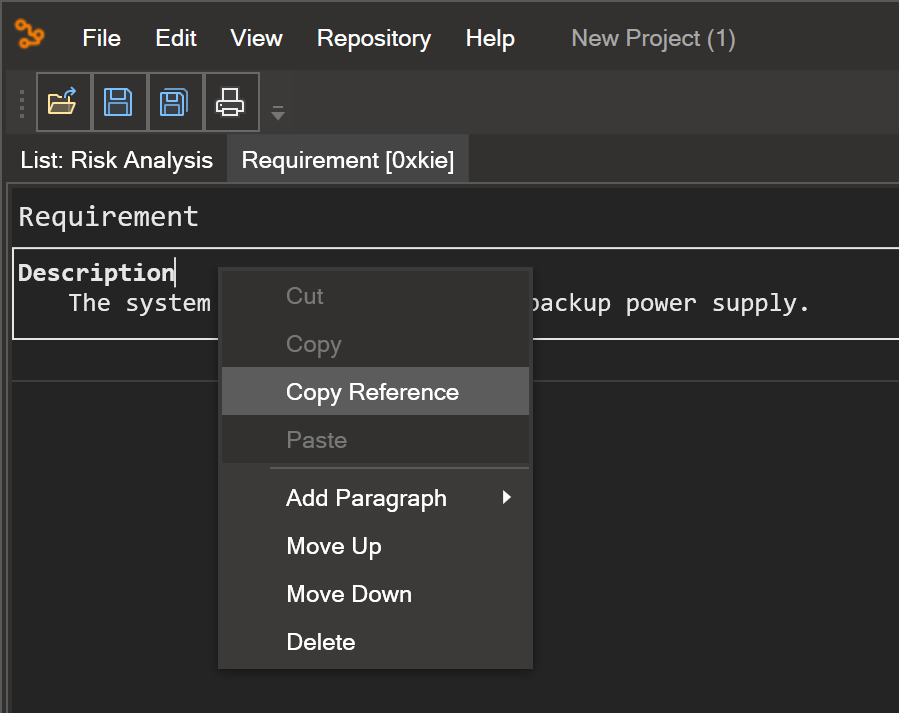 File Edit View Repository Help New Project (1)
List: Risk Analysis Requirement [0xkie]
Requirement
Description
The system backup power supply.
Cut
Copy
Copy Reference
Paste
Add Paragraph
Move Up
Move Down
Delete